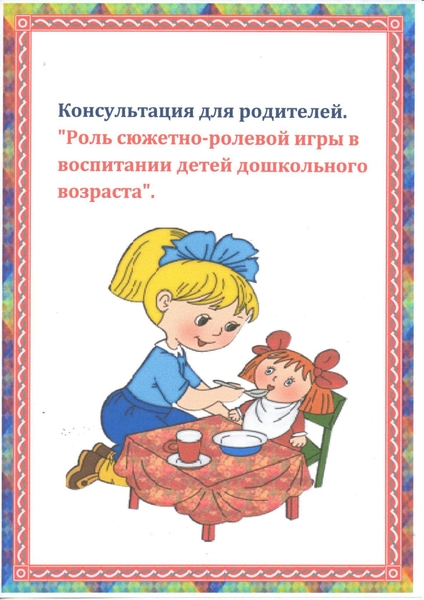 Консультация для родителей.
"Роль сюжетно-ролевой игры в
воспитании детей дошкольного
возраста".